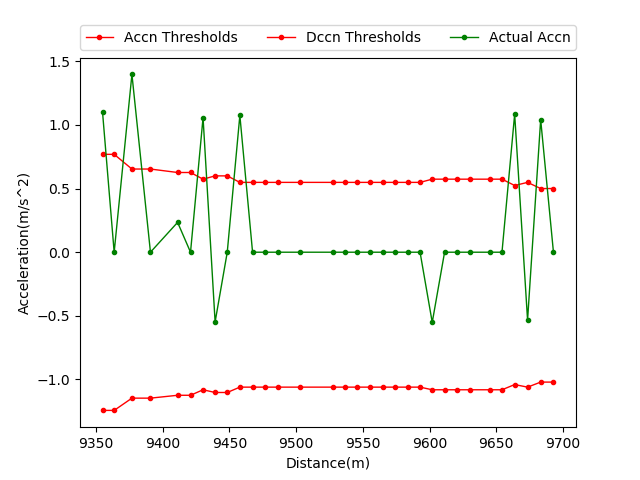 Accn Thresholds Dccn Thresholds Actual Accn
1.5
1.0
0.5
0.0
−0.5
−1.0
Acceleration(m/s^2)
9350 9400 9450 9500 9550 9600 9650 9700
Distance(m)